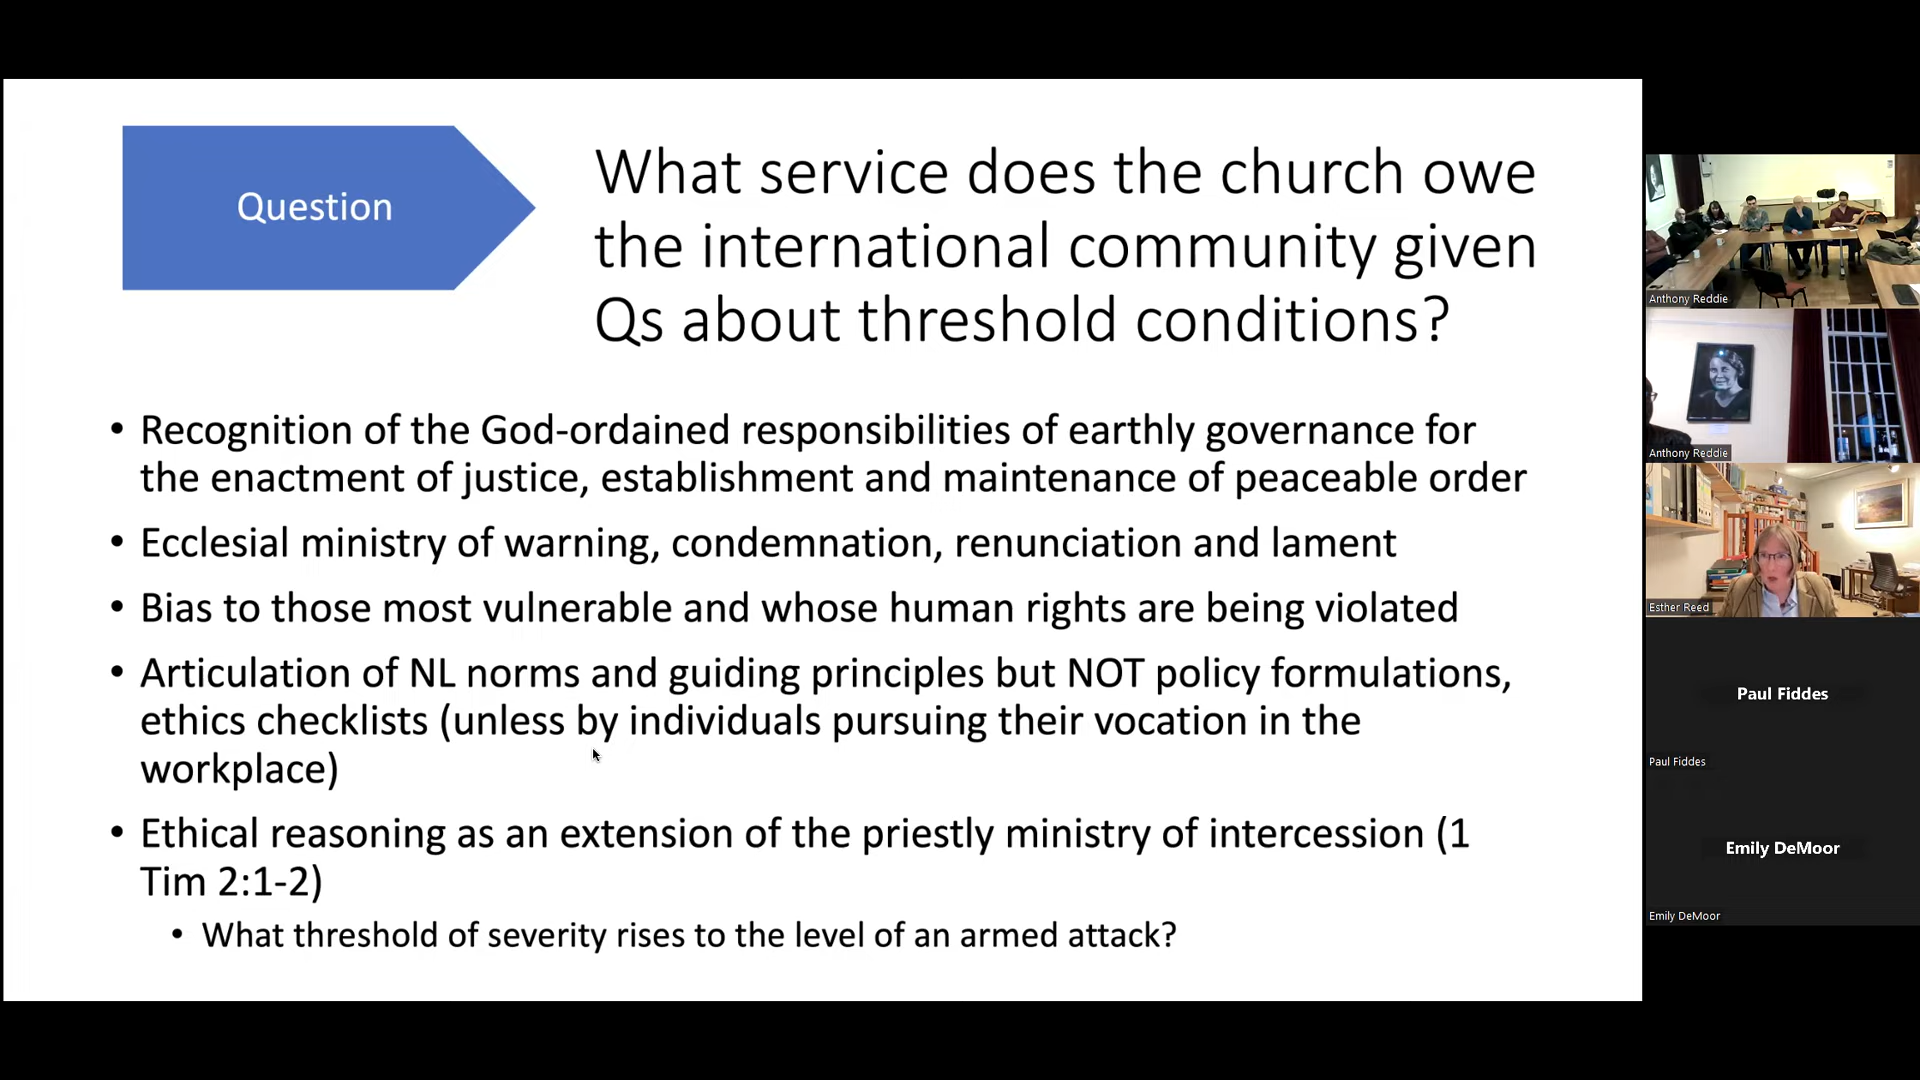 Question
What service does the church owe
the international community given
Qs about threshold conditions?
• Recognition of the God-ordained responsibilities of earthly governance for
the enactment of justice, establishment and maintenance of peaceable order
• Ecclesial ministry of warning, condemnation, renunciation and lament
• Bias to those most vulnerable and whose human rights are being violated
• Articulation of NL norms and guiding principles but NOT policy formulations,
ethics checklists (unless by individuals pursuing their vocation in the
workplace)
• Ethical reasoning as an extension of the priestly ministry of intercession (1
Tim 2:1-2)
• What threshold of severity rises to the level of an armed attack?
Anthony Reddie
Anthony Reddie
Esther Reed
Paul Fiddes
Paul Fiddes
Emily DeMoor
Emily DeMoor